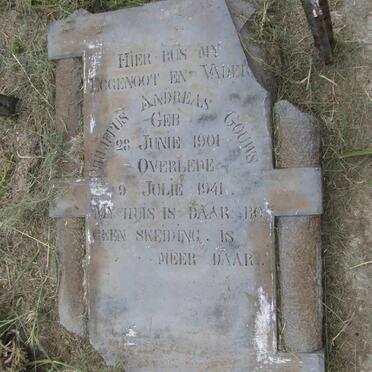 HIER RUS MY
EGGENOOT EN VADER
ANDREAS GOUWS
GEB
28 JUNIE 1901
OVERLEDE
9 JULIE 1941
MY HUIS IS DAAR BO
GEEN SKEIDING IS
MEER DAAR